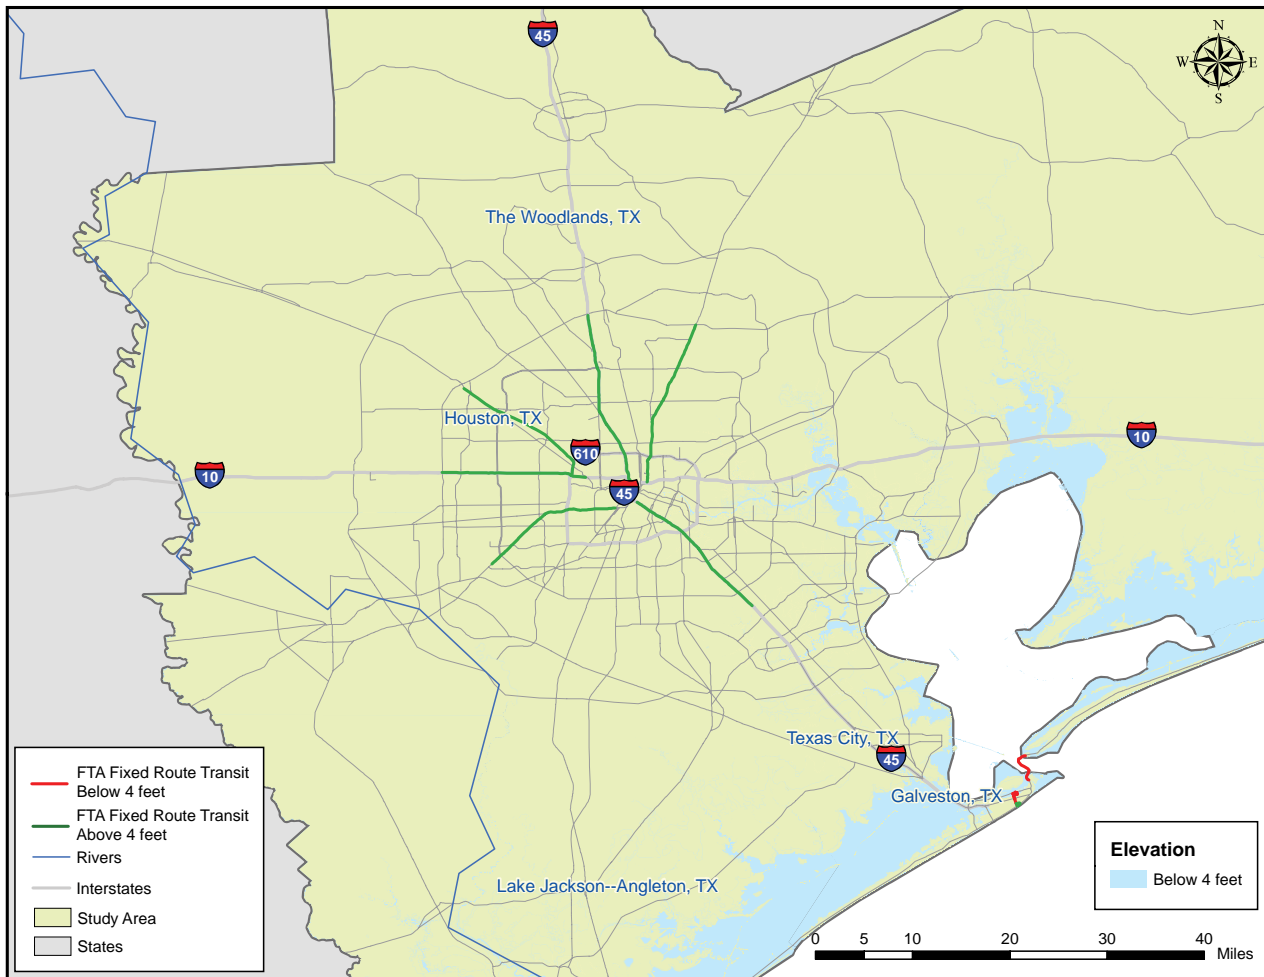 45
N
W E
S
The Woodlands, TX
Houston, TX
610
10
10
45
Texas City, TX
45
Galveston, TX
Lake Jackson--Angleton, TX
FTA Fixed Route Transit
Below 4 feet
FTA Fixed Route Transit
Above 4 feet
Rivers
Interstates
Study Area
States
Elevation
Below 4 feet
0 5 10 20 30 40
Miles